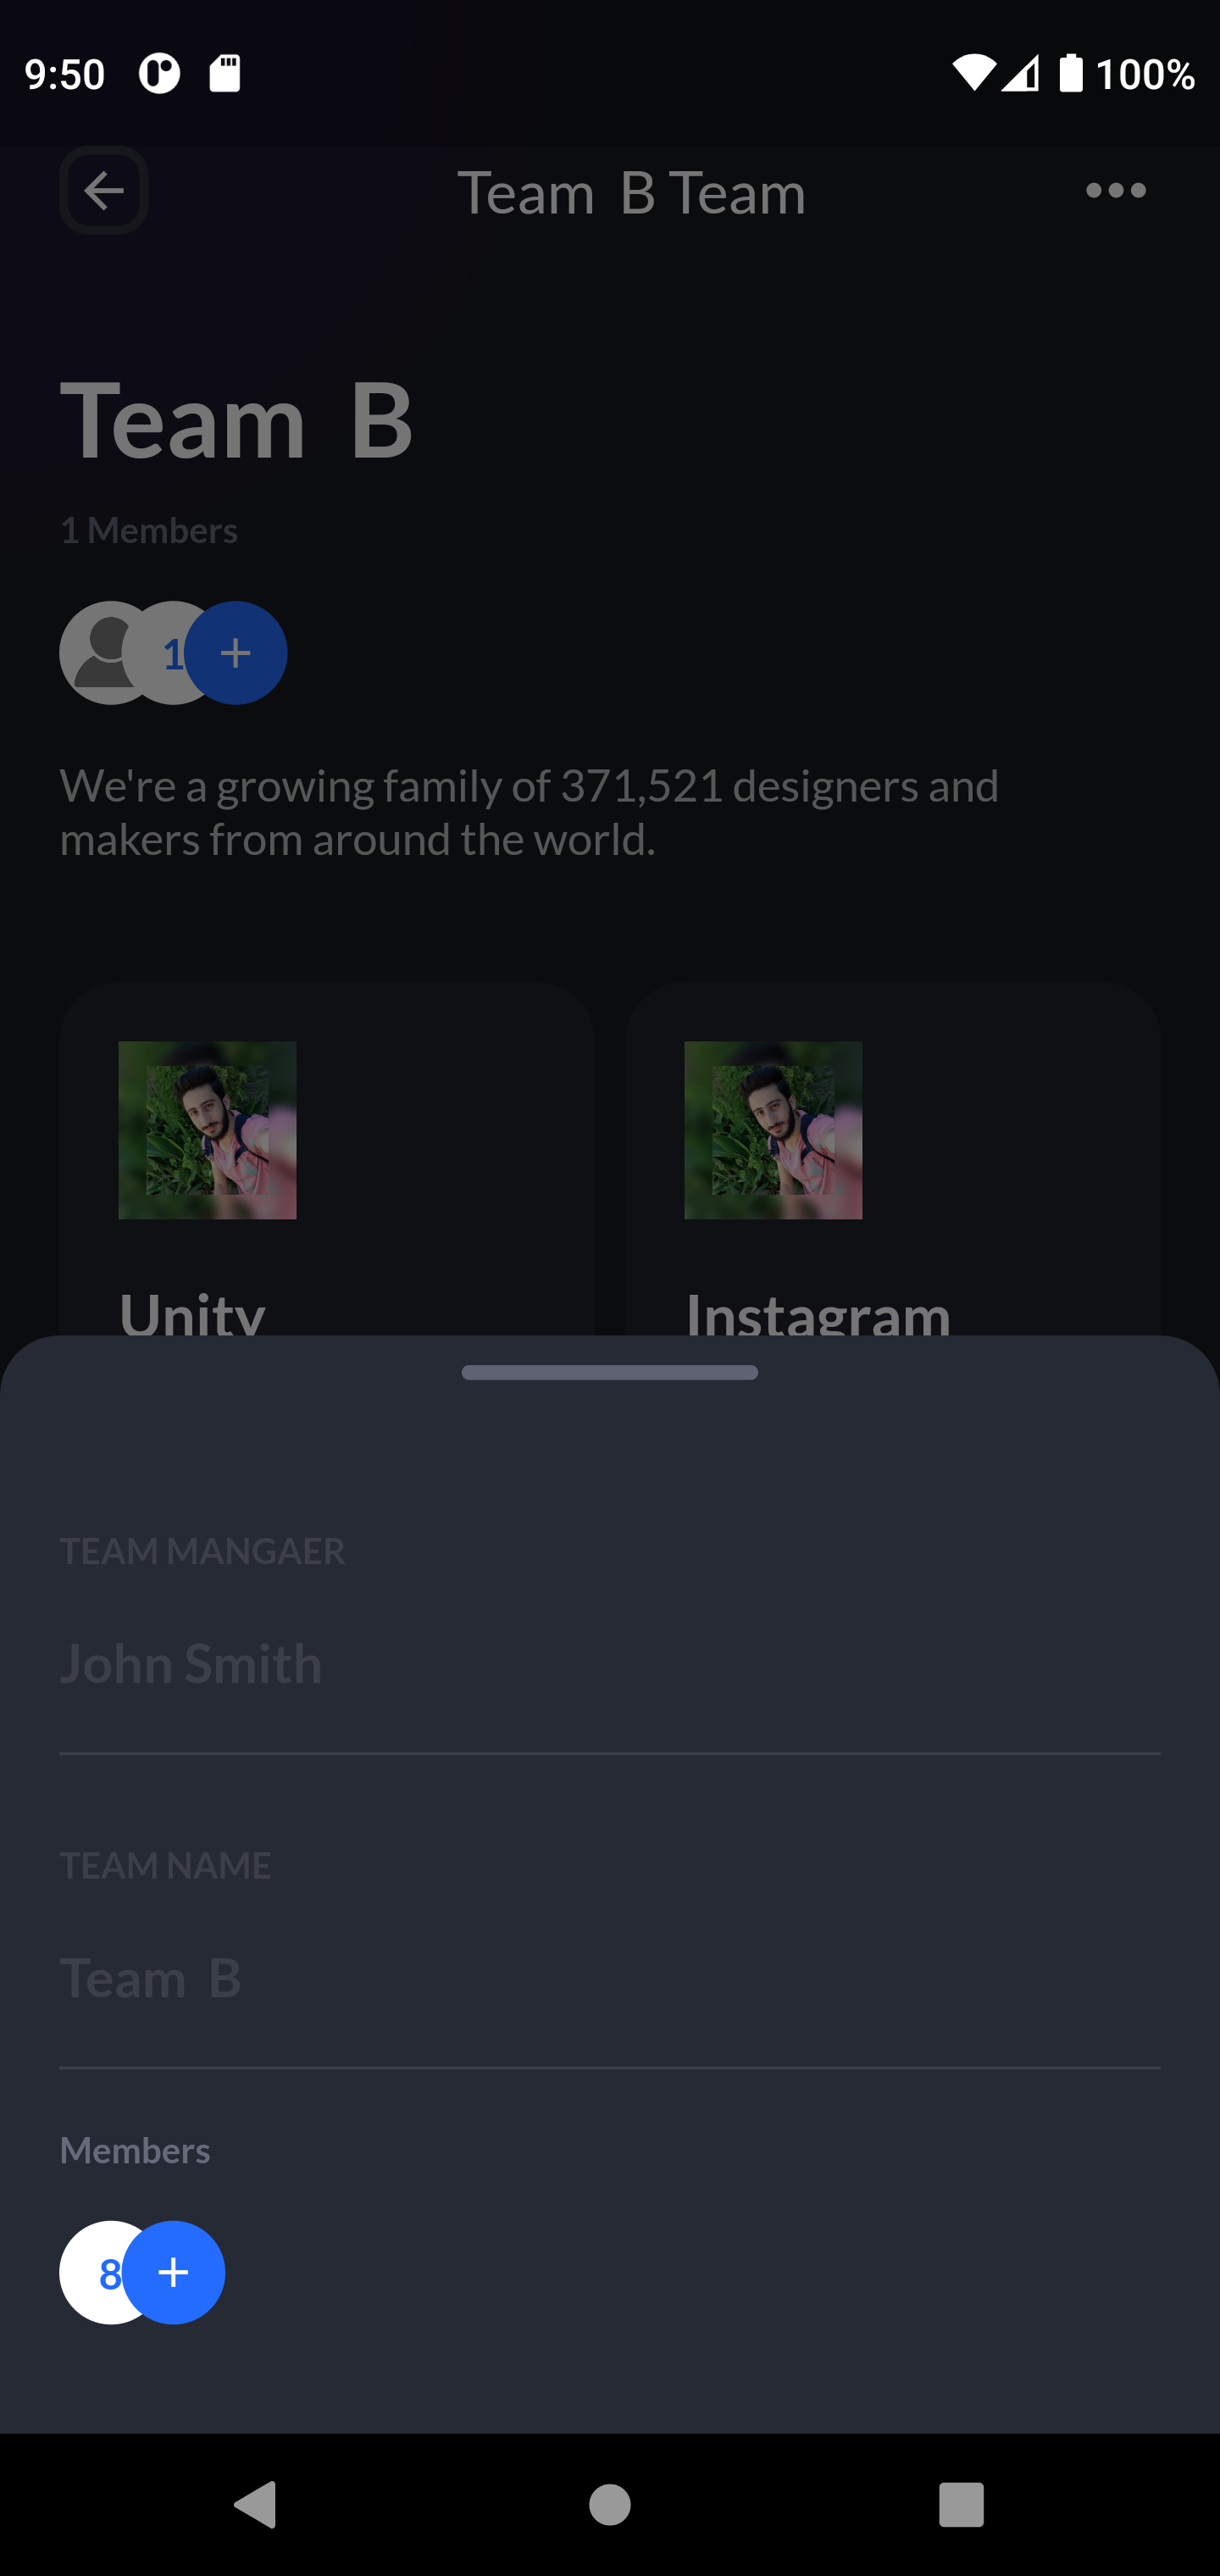 9:50 100%
Team  B Team
Team  B
1 Members
1 +
We're a growing family of 371,521 designers and
makers from around the world.
Unity Instagram
TEAM MANGAER
John Smith
TEAM NAME
Team  B
Members
8 +